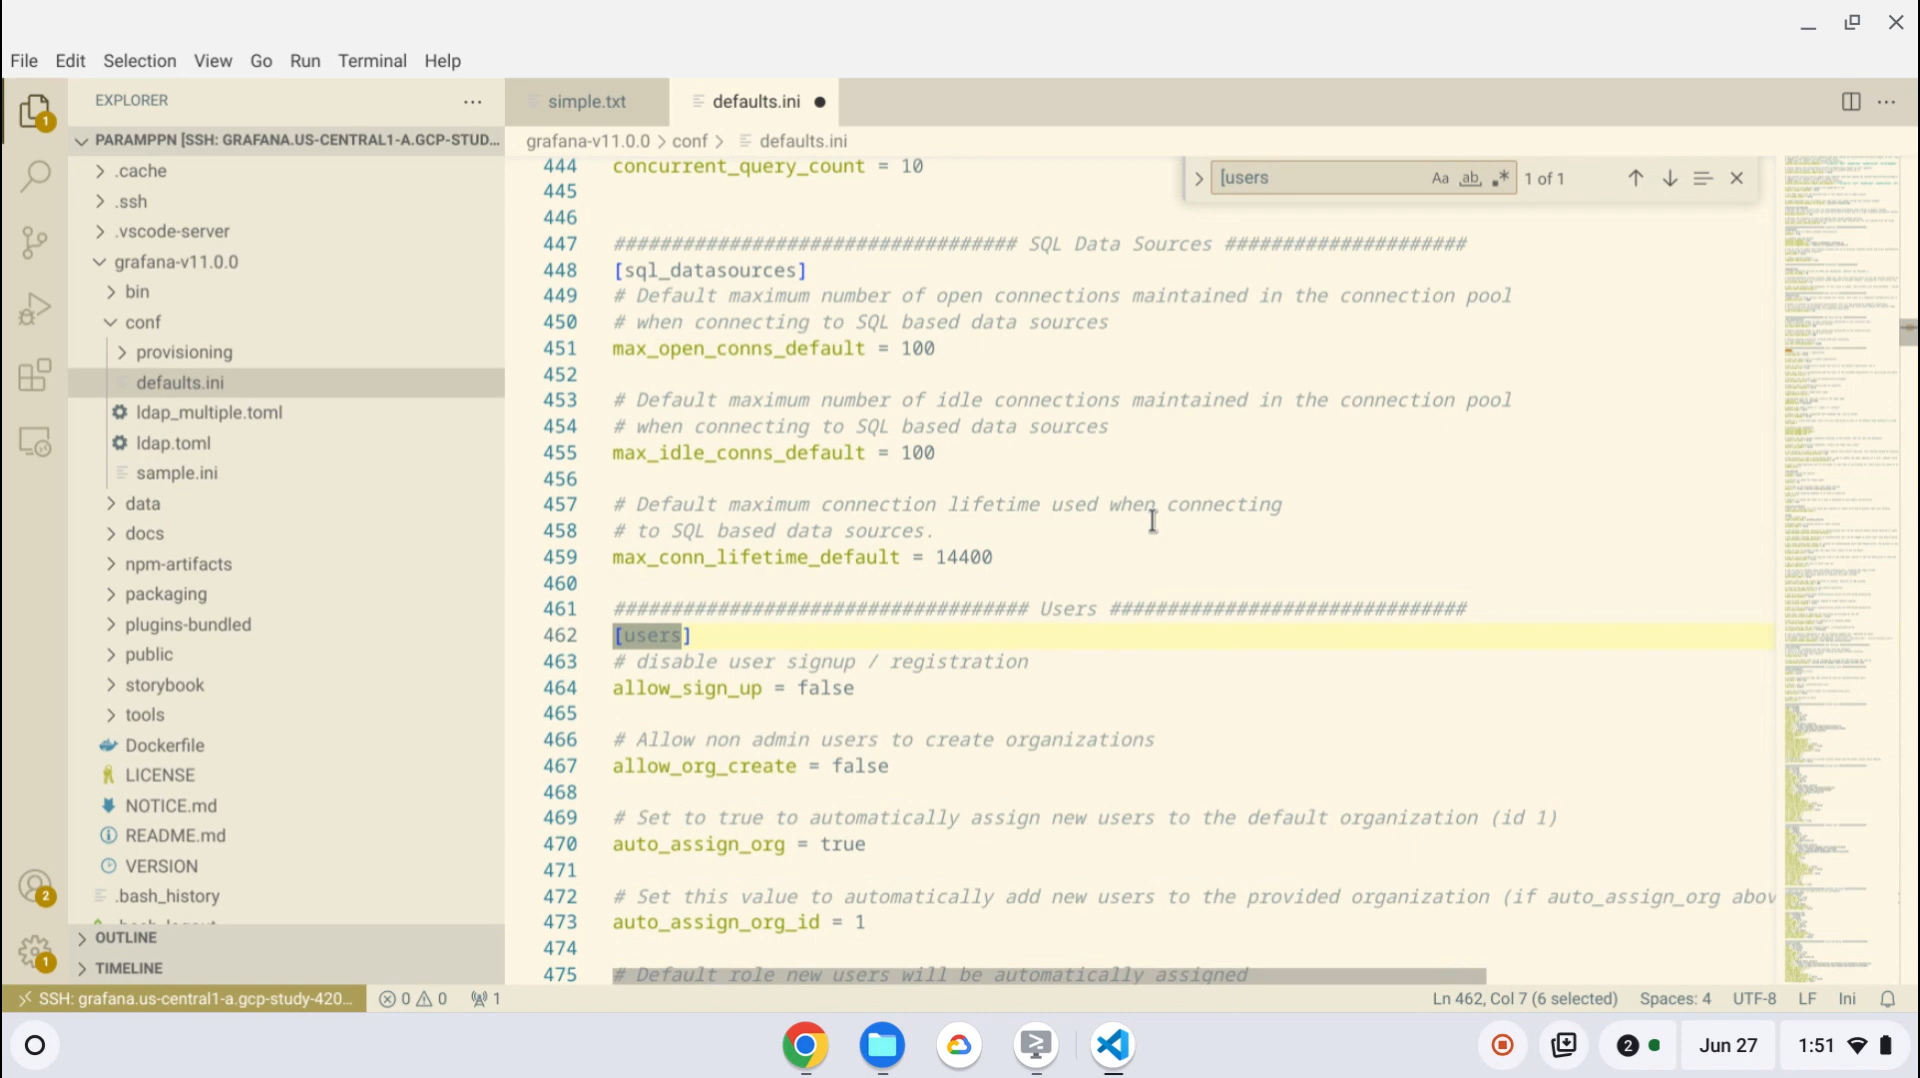 File Edit Selection View Go Run Terminal Help
EXPLORER
PARAMPPN [SSH: GRAFANA.US-CENTRAL1-A.GCP-STUD...
.cache
.ssh
.vscode-server
grafana-v11.0.0
bin
conf
provisioning
defaults.ini
ldap_multiple.toml
ldap.toml
sample.ini
data
docs
npm-artifacts
packaging
plugins-bundled
public
storybook
tools
Dockerfile
LICENSE
NOTICE.md
README.md
VERSION
.bash_history
OUTLINE
TIMELINE
simple.txt defaults.ini
grafana-v11.0.0 > conf > defaults.ini
[users Aa ab 1 of 1
444 concurrent_query_count = 10
445
446
447 ################################### SQL Data Sources #####################
448 [sql_datasources]
449 # Default maximum number of open connections maintained in the connection pool
450 # when connecting to SQL based data sources
451 max_open_conns_default = 100
452
453 # Default maximum number of idle connections maintained in the connection pool
454 # when connecting to SQL based data sources
455 max_idle_conns_default = 100
456
457 # Default maximum connection lifetime used when connecting
458 # to SQL based data sources.
459 max_conn_lifetime_default = 14400
460
461 #################################### Users ###############################
462 [users]
463 # disable user signup / registration
464 allow_sign_up = false
465
466 # Allow non admin users to create organizations
467 allow_org_create = false
468
469 # Set to true to automatically assign new users to the default organization (id 1)
470 auto_assign_org = true
471
472 # Set this value to automatically add new users to the provided organization (if auto_assign_org abov
473 auto_assign_org_id = 1
474
475 # Default role new users will be automatically assigned
SSH: grafana.us-central1-a.gcp-study-420... 0 0 1 Ln 462, Col 7 (6 selected) Spaces: 4 UTF-8 LF Ini
2 Jun 27 1:51